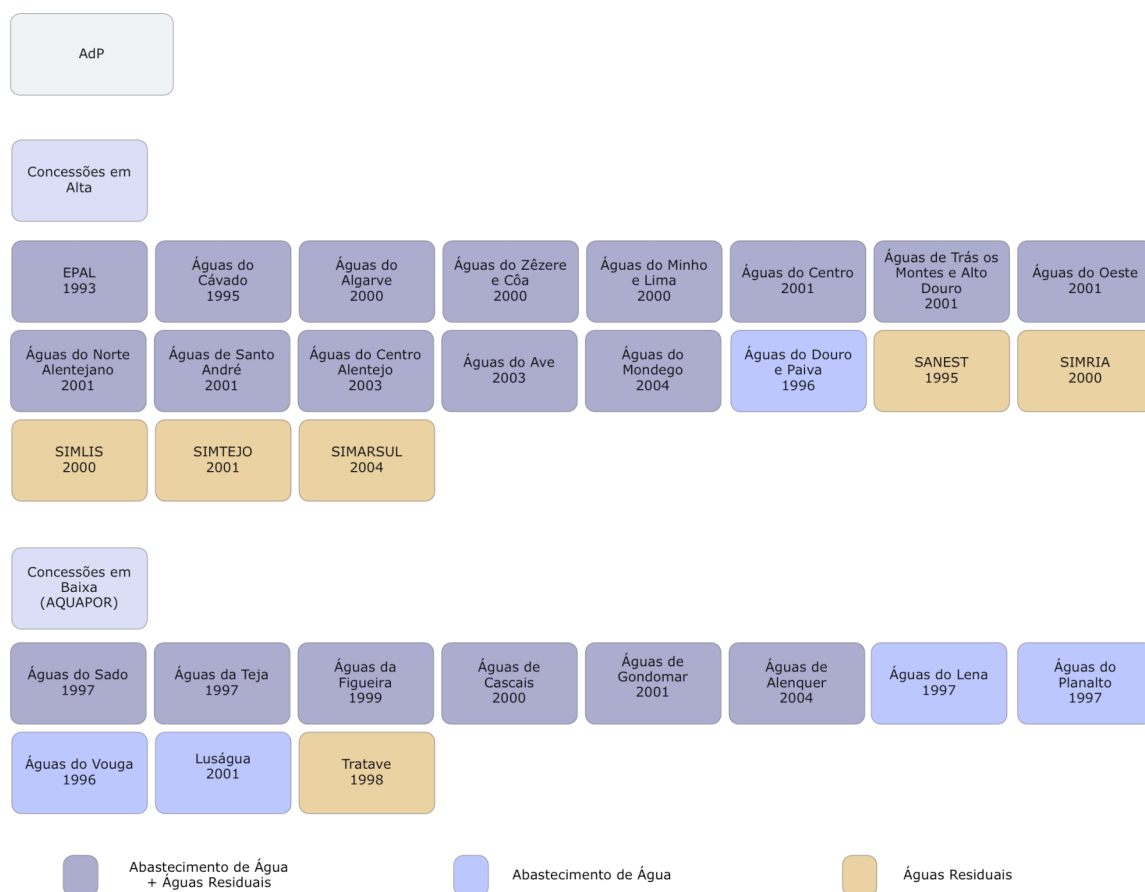 AdP
Concessões em
Alta
EPAL
1993
Águas do
Cávado
1995
Águas do
Algarve
2000
Águas do Zêzere
e Côa
2000
Águas do Minho
e Lima
2000
Águas do Centro
2001
Águas de Trás os
Montes e Alto
Douro
2001
Águas do Oeste
2001
Águas do Norte
Alentejano
2001
Águas de Santo
André
2001
Águas do Centro
Alentejo
2003
Águas do Ave
2003
Águas do
Mondego
2004
Águas do Douro
e Paiva
1996
SANEST
1995
SIMRIA
2000
SIMLIS
2000
SIMTEJO
2001
SIMARSUL
2004
Concessões em
Baixa
(AQUAPOR)
Águas do Sado
1997
Águas da Teja
1997
Águas da
Figueira
1999
Águas de
Cascais
2000
Águas de
Gondomar
2001
Águas de
Alenquer
2004
Águas do Lena
1997
Águas do
Planalto
1997
Águas do Vouga
1996
Luságua
2001
Tratave
1998
Abastecimento de Água
+ Águas Residuais
Abastecimento de Água
Águas Residuais